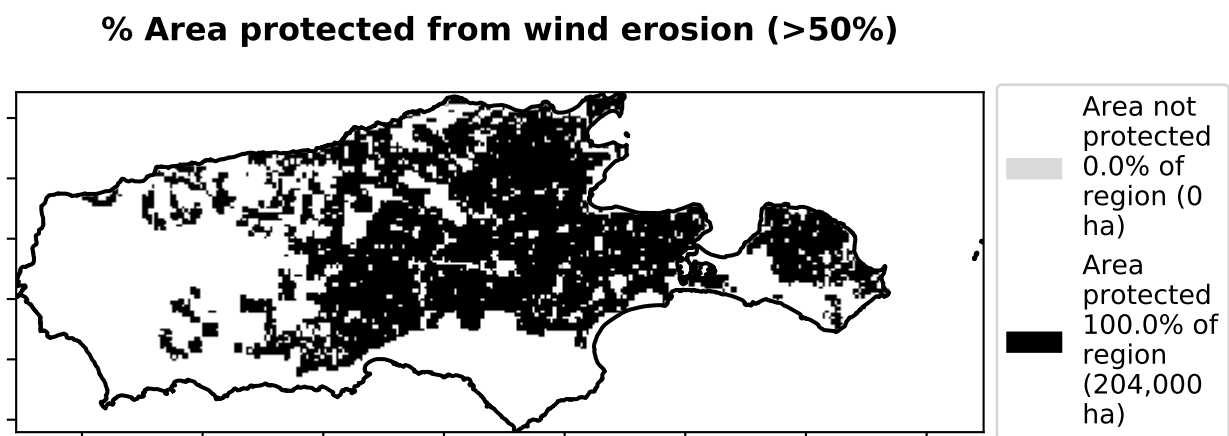 % Area protected from wind erosion (>50%)
Area not
protected
0.0% of
region (0
ha)
Area
protected
100.0% of
region
(204,000
ha)